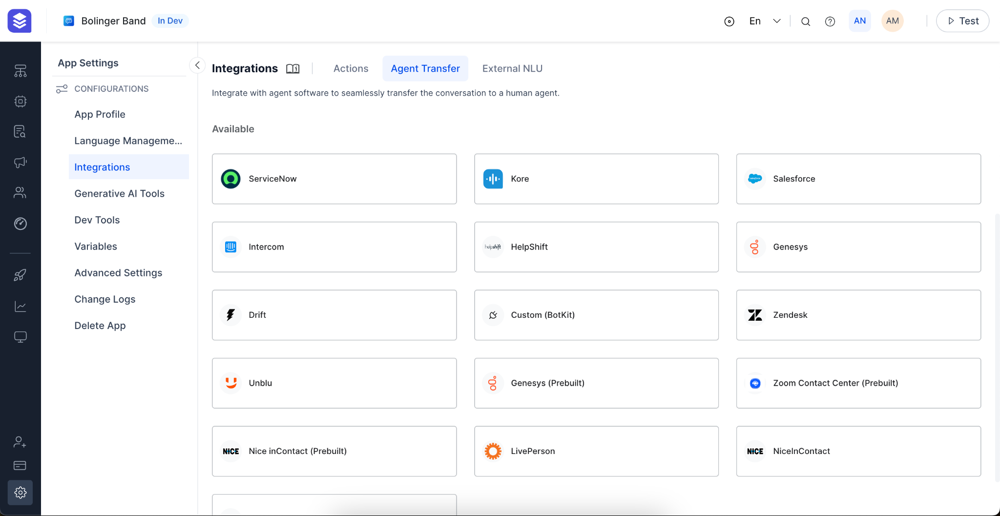 Bolinger Band
In Dev
En
AN
AM
Test
App Settings
CONFIGURATIONS
App Profile
Language Manageme...
Integrations
Generative AI Tools
Dev Tools
Variables
Advanced Settings
Change Logs
Delete App
Integrations
Actions
Agent Transfer
External NLU
Integrate with agent software to seamlessly transfer the conversation to a human agent.
Available
ServiceNow
Kore
salesforce
Salesforce
Intercom
helpshift
HelpShift
Genesys
Drift
Custom (BotKit)
Zendesk
Unblu
Genesys (Prebuilt)
Zoom Contact Center (Prebuilt)
NICE
Nice inContact (Prebuilt)
LivePerson
NICE
NiceInContact